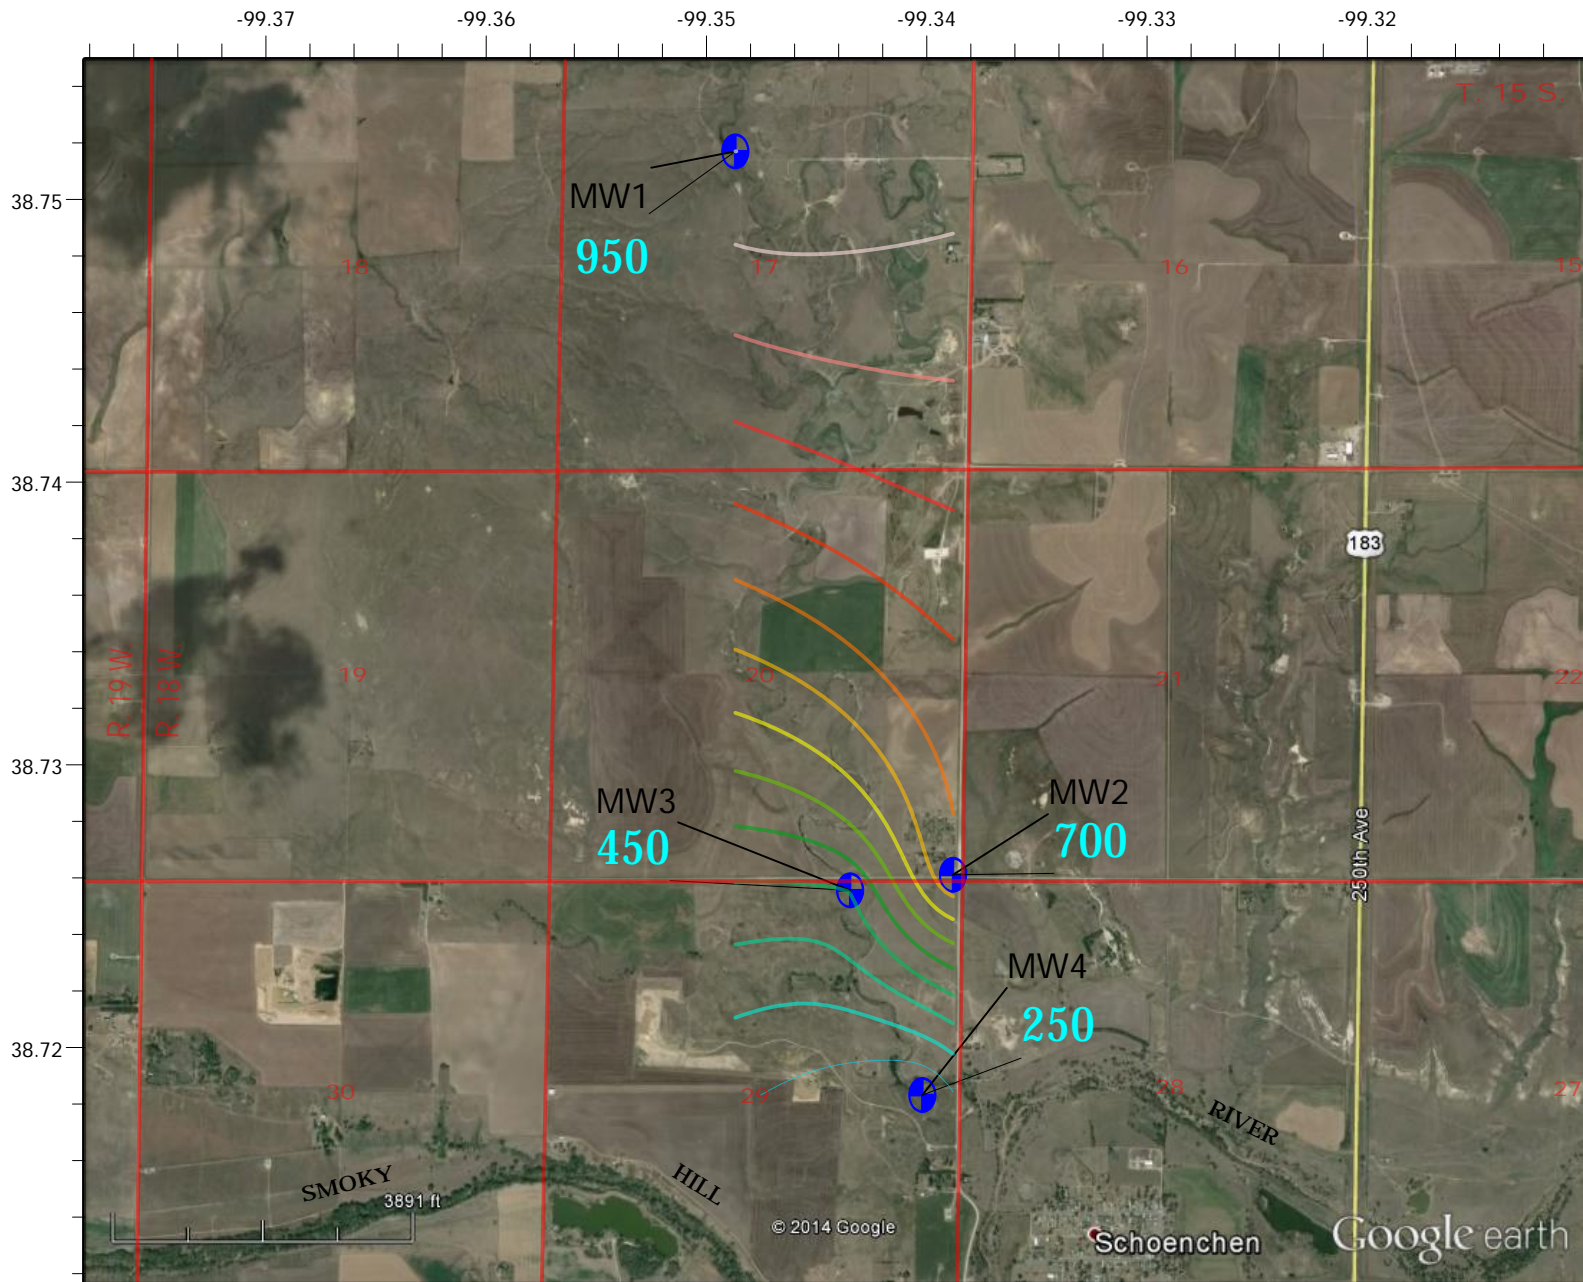 -99.37 -99.36 -99.35 -99.34 -99.33 -99.32
T. 15 S.
38.75
MW1
950
18 17 16 15
38.74
183
R. 19 W
R. 18 W
19 20 21 22
38.73
MW3
450
MW2
700
250th Ave
MW4
250
38.72
30 29 28 27
RIVER
SMOKY
HILL
3891 ft
© 2014 Google
Schoenchen
Google earth